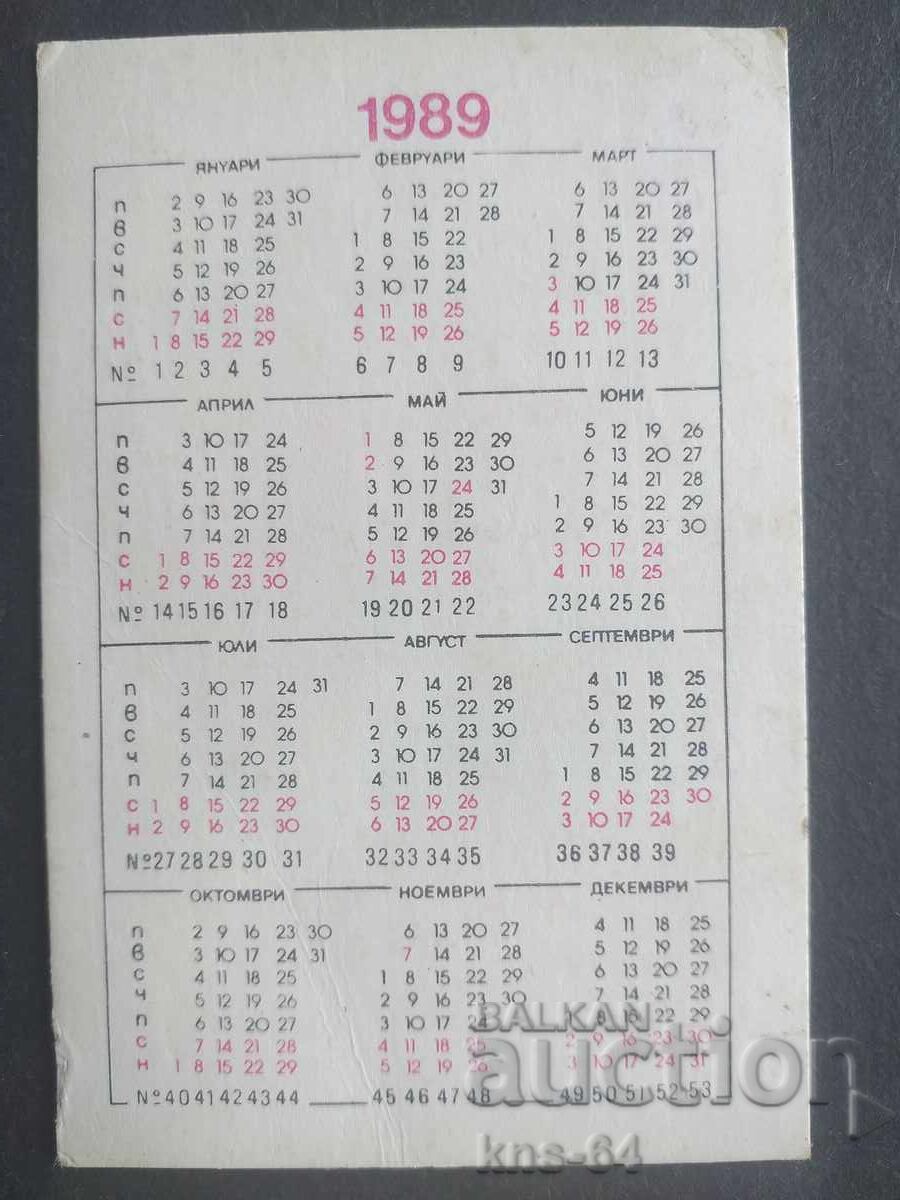 1989
ЯНУАРИ ФЕВРУАРИ МАРТ
П 2 9 16 23 30 6 13 20 27 6 13 20 27
В 3 10 17 24 31 7 14 21 28 7 14 21 28
С 4 11 18 25 1 8 15 22 1 8 15 22 29
Ч 5 12 19 26 2 9 16 23 2 9 16 23 30
П 6 13 20 27 3 10 17 24 3 10 17 24 31
С 7 14 21 28 4 11 18 25 4 11 18 25
Н 1 8 15 22 29 5 12 19 26 5 12 19 26
№ 1 2 3 4 5 6 7 8 9 10 11 12 13
АПРИЛ МАЙ ЮНИ
П 3 10 17 24 1 8 15 22 29 5 12 19 26
В 4 11 18 25 2 9 16 23 30 6 13 20 27
С 5 12 19 26 3 10 17 24 31 7 14 21 28
Ч 6 13 20 27 4 11 18 25 1 8 15 22 29
П 7 14 21 28 5 12 19 26 2 9 16 23 30
С 1 8 15 22 29 6 13 20 27 3 10 17 24
Н 2 9 16 23 30 7 14 21 28 4 11 18 25
№ 14 15 16 17 18 19 20 21 22 23 24 25 26
ЮЛИ АВГУСТ СЕПТЕМВРИ
П 3 10 17 24 31 7 14 21 28 4 11 18 25
В 4 11 18 25 1 8 15 22 29 5 12 19 26
С 5 12 19 26 2 9 16 23 30 6 13 20 27
Ч 6 13 20 27 3 10 17 24 31 7 14 21 28
П 7 14 21 28 4 11 18 25 1 8 15 22 29
С 1 8 15 22 29 5 12 19 26 2 9 16 23 30
Н 2 9 16 23 30 6 13 20 27 3 10 17 24
№ 27 28 29 30 31 32 33 34 35 36 37 38 39
ОКТОМВРИ НОЕМВРИ ДЕКЕМВРИ
П 2 9 16 23 30 6 13 20 27 4 11 18 25
В 3 10 17 24 31 7 14 21 28 5 12 19 26
С 4 11 18 25 1 8 15 22 29 6 13 20 27
Ч 5 12 19 26 2 9 16 23 30 7 14 21 28
П 6 13 20 27 3 10 17 24 1 8 15 22 29
С 7 14 21 28 4 11 18 25 2 9 16 23 30
Н 1 8 15 22 29 5 12 19 26 3 10 17 24 31
№ 40 41 42 43 44 45 46 47 48 49 50 51 52-53
BALKAN
auction
kns-64